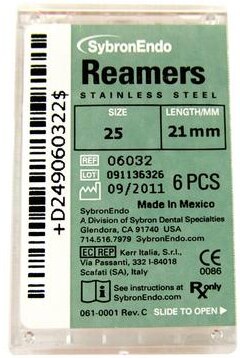 SybronEndo
Reamers
STAINLESS STEEL
SIZE
25
LENGTH/MM
21mm
REF 06032
LOT 091136326
09/2011 6 PCS
Made In Mexico
SybronEndo
A Division of Sybron Dental Specialties
Glendora, CA 91740 USA
714.516.7979 SybronEndo.com
EC REP Kerr Italia, S.r.l.,
Via Passanti, 332 I-84018
Scafati (SA), Italy
CE
0086
i See instructions at
SybronEndo.com
Rx only
061-0001 Rev. C SLIDE TO OPEN
+D249060322$